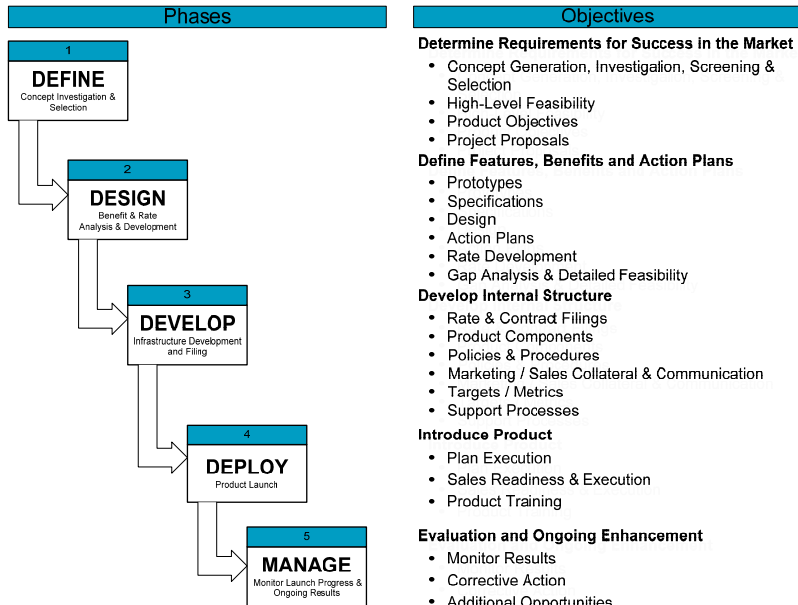 Phases
1
DEFINE
Concept Investigation &
Selection
2
DESIGN
Benefit & Rate
Analysis & Development
3
DEVELOP
Infrastructure Development
and Filing
4
DEPLOY
Product Launch
5
MANAGE
Monitor Launch Progress &
Ongoing Results
Objectives
Determine Requirements for Success in the Market
• Concept Generation, Investigation, Screening &
Selection
• High-Level Feasibility
• Product Objectives
• Project Proposals
Define Features, Benefits and Action Plans
• Prototypes
• Specifications
• Design
• Action Plans
• Rate Development
• Gap Analysis & Detailed Feasibility
Develop Internal Structure
• Rate & Contract Filings
• Product Components
• Policies & Procedures
• Marketing / Sales Collateral & Communication
• Targets / Metrics
• Support Processes
Introduce Product
• Plan Execution
• Sales Readiness & Execution
• Product Training
Evaluation and Ongoing Enhancement
• Monitor Results
• Corrective Action
• Additional Opportunities